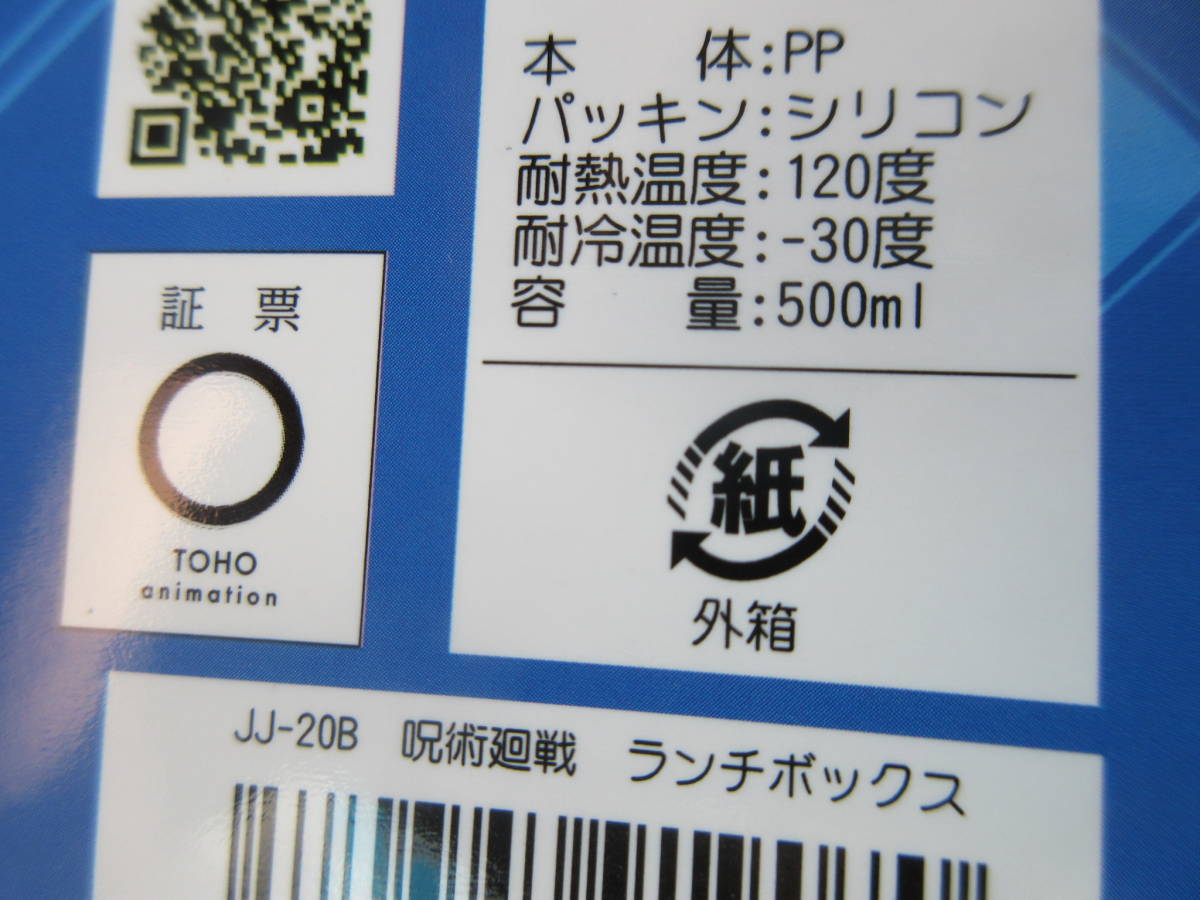 本　　体:PP
パッキン:シリコン
耐熱温度:120度
耐冷温度:-30度
容　　量:500ml
紙
外箱
証 票
TOHO
animation
JJ-20B 呪術廻戦 ランチボックス